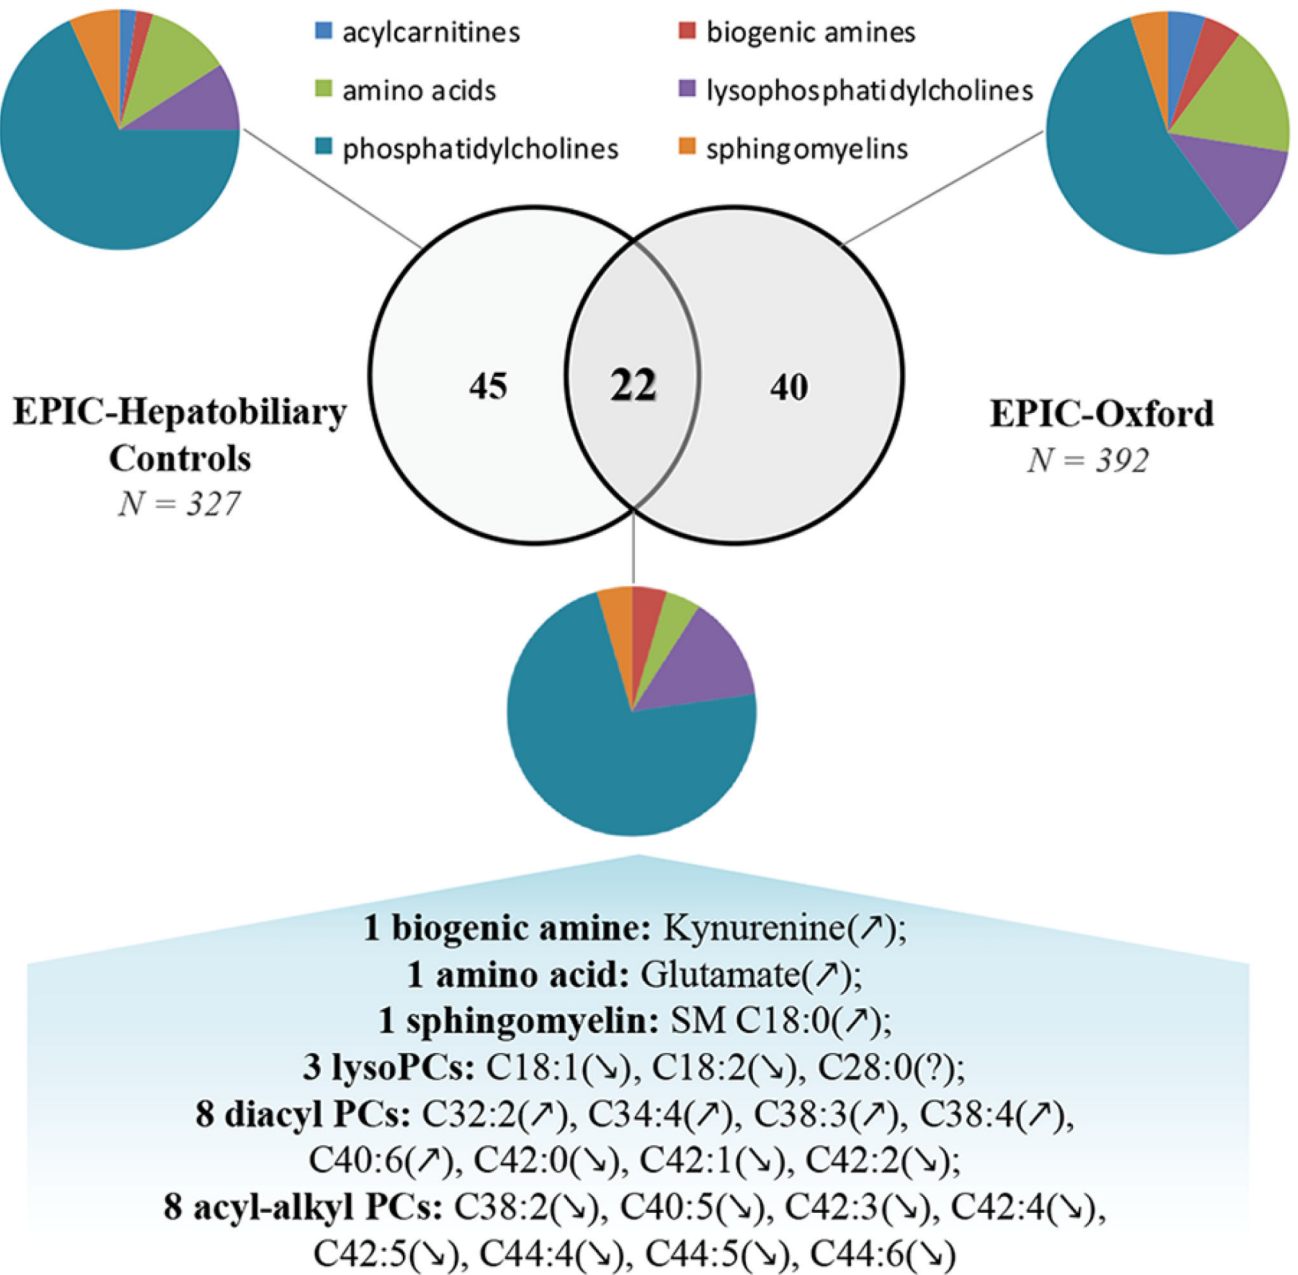 acylcarnitines
biogenic amines
amino acids
lysophosphatidylcholines
phosphatidylcholines
sphingomyelins
45
22
40
EPIC-Hepatobiliary
Controls
N = 327
EPIC-Oxford
N = 392
1 biogenic amine: Kynurenine(↗);
1 amino acid: Glutamate(↗);
1 sphingomyelin: SM C18:0(↗);
3 lysoPCs: C18:1(↘), C18:2(↘), C28:0(?);
8 diacyl PCs: C32:2(↗), C34:4(↗), C38:3(↗), C38:4(↗),
C40:6(↗), C42:0(↘), C42:1(↘), C42:2(↘);
8 acyl-alkyl PCs: C38:2(↘), C40:5(↘), C42:3(↘), C42:4(↘),
C42:5(↘), C44:4(↘), C44:5(↘), C44:6(↘)